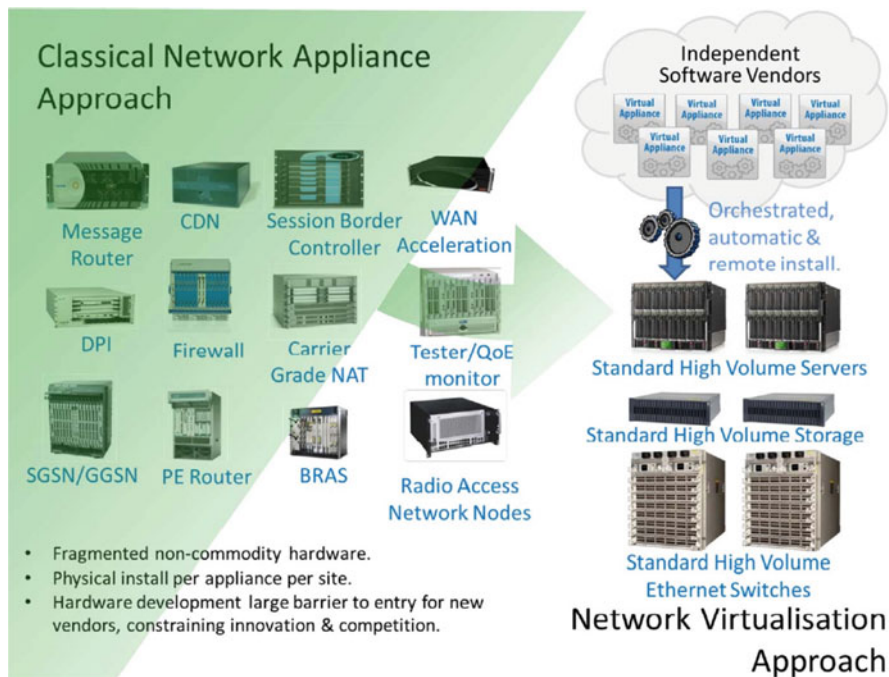 Classical Network Appliance
Approach
Message
Router
CDN
Session Border
Controller
WAN
Acceleration
DPI
Firewall
Carrier
Grade NAT
Tester/QoE
monitor
SGSN/GGSN
PE Router
BRAS
Radio Access
Network Nodes
• Fragmented non-commodity hardware.
• Physical install per appliance per site.
• Hardware development large barrier to entry for new
vendors, constraining innovation & competition.
Independent
Software Vendors
Virtual
Appliance
Virtual
Appliance
Virtual
Appliance
Virtual
Appliance
Virtual
Appliance
Virtual
Appliance
Virtual
Appliance
Orchestrated,
automatic &
remote install.
Standard High Volume Servers
Standard High Volume Storage
Standard High Volume
Ethernet Switches
Network Virtualisation
Approach